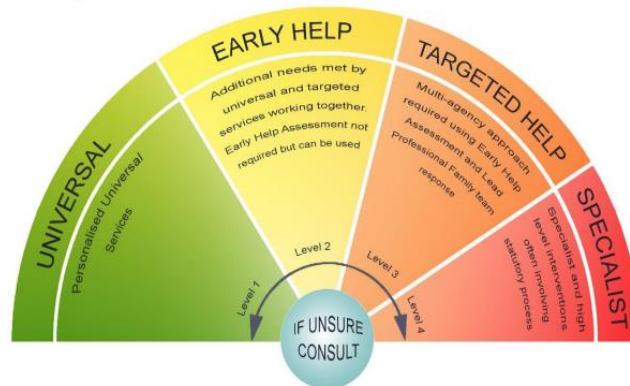 UNIVERSAL
Personalised Universal
Services
Level 1
EARLY HELP
Additional needs met by
universal and targeted
services working together.
Early Help Assessment not
required but can be used
Level 2
TARGETED HELP
Multi-agency approach
required using Early Help
Assessment and Lead
Professional Family team
response
Level 3
SPECIALIST
Specialist and high
level interventions
often involving
statutory process
Level 4
IF UNSURE
CONSULT